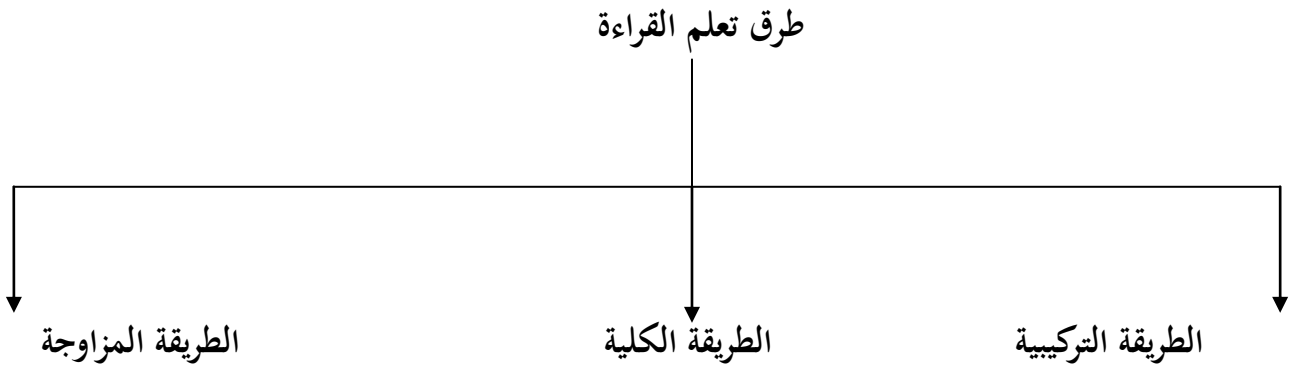 طرق تعلم القراءة
الطريقة التركيبية الطريقة الكلية الطريقة المزاوجة